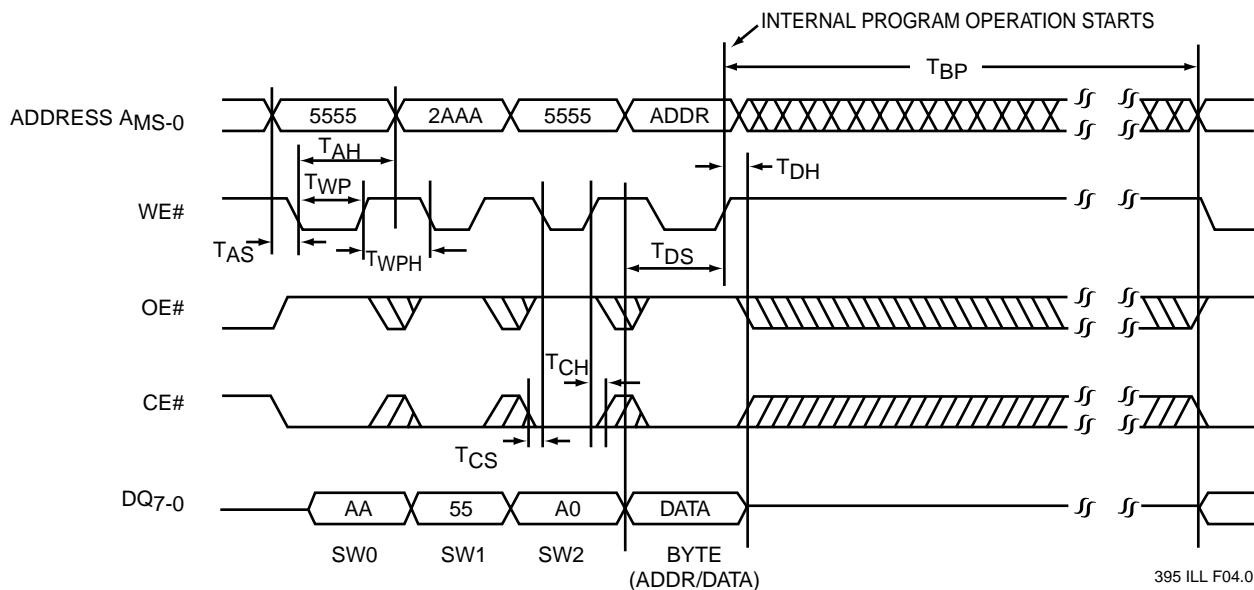 INTERNAL PROGRAM OPERATION STARTS
TBP
ADDRESS AMS-0
5555
2AAA
5555
ADDR
TAH
TDH
TWP
WE#
TAS
TWPH
TDS
OE#
TCH
CE#
TCS
DQ7-0
AA
55
A0
DATA
SW0
SW1
SW2
BYTE
(ADDR/DATA)
395 ILL F04.0